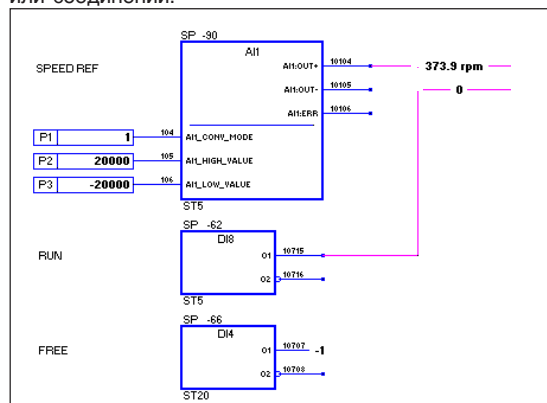 или соединений.
SP -90
AI1
SPEED REF
AI1:OUT+ 10104 373.9 rpm
AI1:OUT- 10105 0
AI1:ERR 10106
P1 1 104 AI1_CONV_MODE
P2 20000 105 AI1_HIGH_VALUE
P3 -20000 106 AI1_LOW_VALUE
ST5
SP -62
DI8
RUN
O1 10715
O2 10716
ST5
SP -66
DI4
FREE
O1 10707 -1
O2 10708
ST20